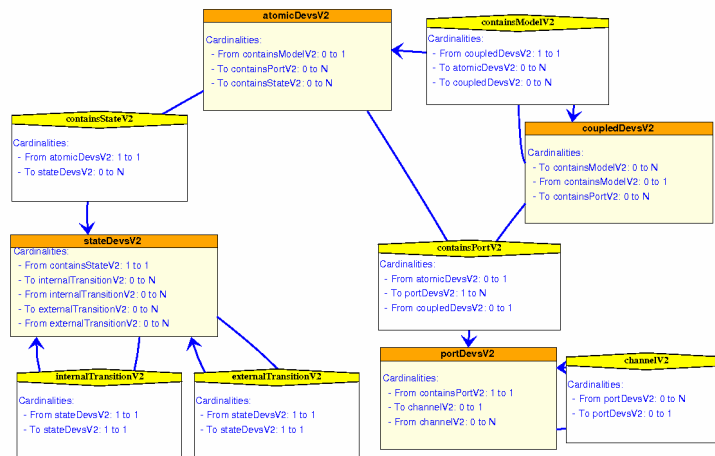 atomicDevsV2
Cardinalities:
- From containsModelV2: 0 to 1
- To containsPortV2: 0 to N
- To containsStateV2: 0 to N
containsModelV2
Cardinalities:
- From coupledDevsV2: 1 to 1
- To atomicDevsV2: 0 to N
- To coupledDevsV2: 0 to N
containsStateV2
Cardinalities:
- From atomicDevsV2: 1 to 1
- To stateDevsV2: 0 to N
coupledDevsV2
Cardinalities:
- To containsModelV2: 0 to N
- From containsModelV2: 0 to 1
- To containsPortV2: 0 to N
stateDevsV2
Cardinalities:
- From containsStateV2: 1 to 1
- To internalTransitionV2: 0 to N
- From internalTransitionV2: 0 to N
- To externalTransitionV2: 0 to N
- From externalTransitionV2: 0 to N
containsPortV2
Cardinalities:
- From atomicDevsV2: 0 to 1
- To portDevsV2: 1 to N
- From coupledDevsV2: 0 to 1
internalTransitionV2
Cardinalities:
- From stateDevsV2: 1 to 1
- To stateDevsV2: 1 to 1
externalTransitionV2
Cardinalities:
- From stateDevsV2: 1 to 1
- To stateDevsV2: 1 to 1
portDevsV2
Cardinalities:
- From containsPortV2: 1 to 1
- To channelV2: 0 to 1
- From channelV2: 0 to N
channelV2
Cardinalities:
- From portDevsV2: 0 to N
- To portDevsV2: 0 to 1